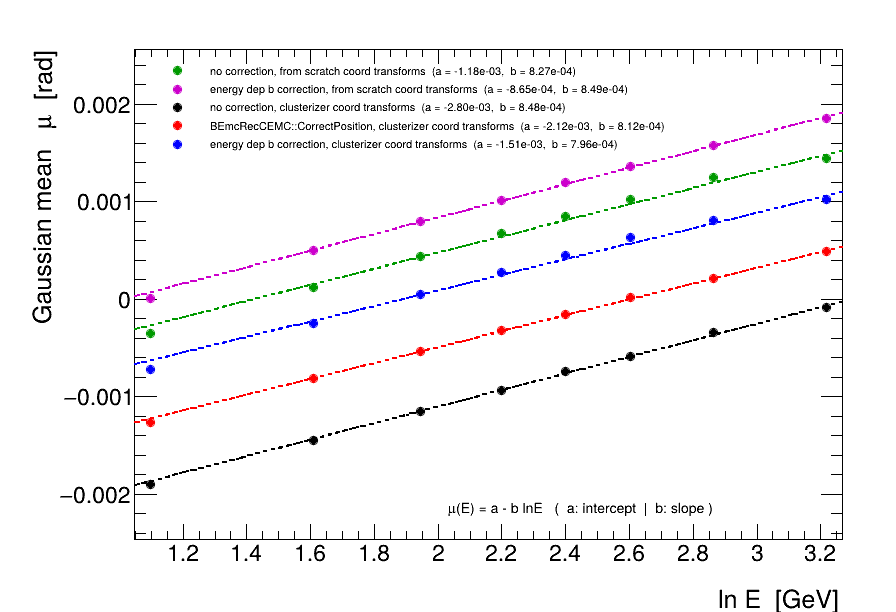 no correction, from scratch coord transforms (a = -1.18e-03, b = 8.27e-04)
energy dep b correction, from scratch coord transforms (a = -8.65e-04, b = 8.49e-04)
no correction, clusterizer coord transforms (a = -2.80e-03, b = 8.48e-04)
BEmcRecCEMC::CorrectPosition, clusterizer coord transforms (a = -2.12e-03, b = 8.12e-04)
energy dep b correction, clusterizer coord transforms (a = -1.51e-03, b = 7.96e-04)
Gaussian mean μ [rad]
0.002
0.001
0
−0.001
−0.002
μ(E) = a - b lnE ( a: intercept | b: slope )
1.2 1.4 1.6 1.8 2 2.2 2.4 2.6 2.8 3 3.2
ln E [GeV]